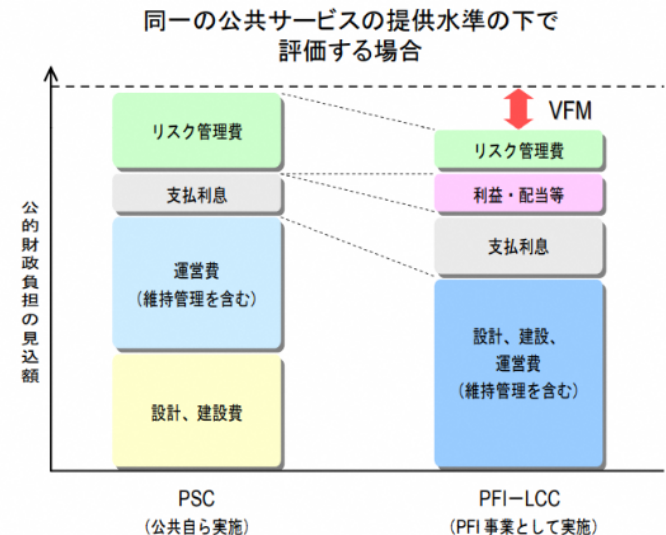 同一の公共サービスの提供水準の下で
評価する場合
VFM
リスク管理費
リスク管理費
支払利息
利益・配当等
支払利息
運営費
(維持管理を含む)
設計、建設、
運営費
(維持管理を含む)
設計、建設費
公的財政負担の見込額
PSC
(公共自ら実施)
PFI－LCC
(PFI 事業として実施)